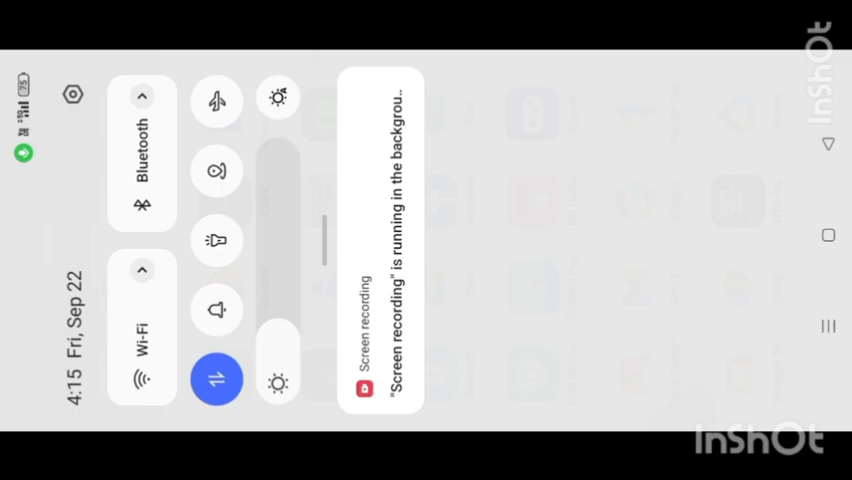 4:15 Fri, Sep 22
75
Wi-Fi
Bluetooth
Screen recording
"Screen recording" is running in the backgrou..
InShOt
InShOt